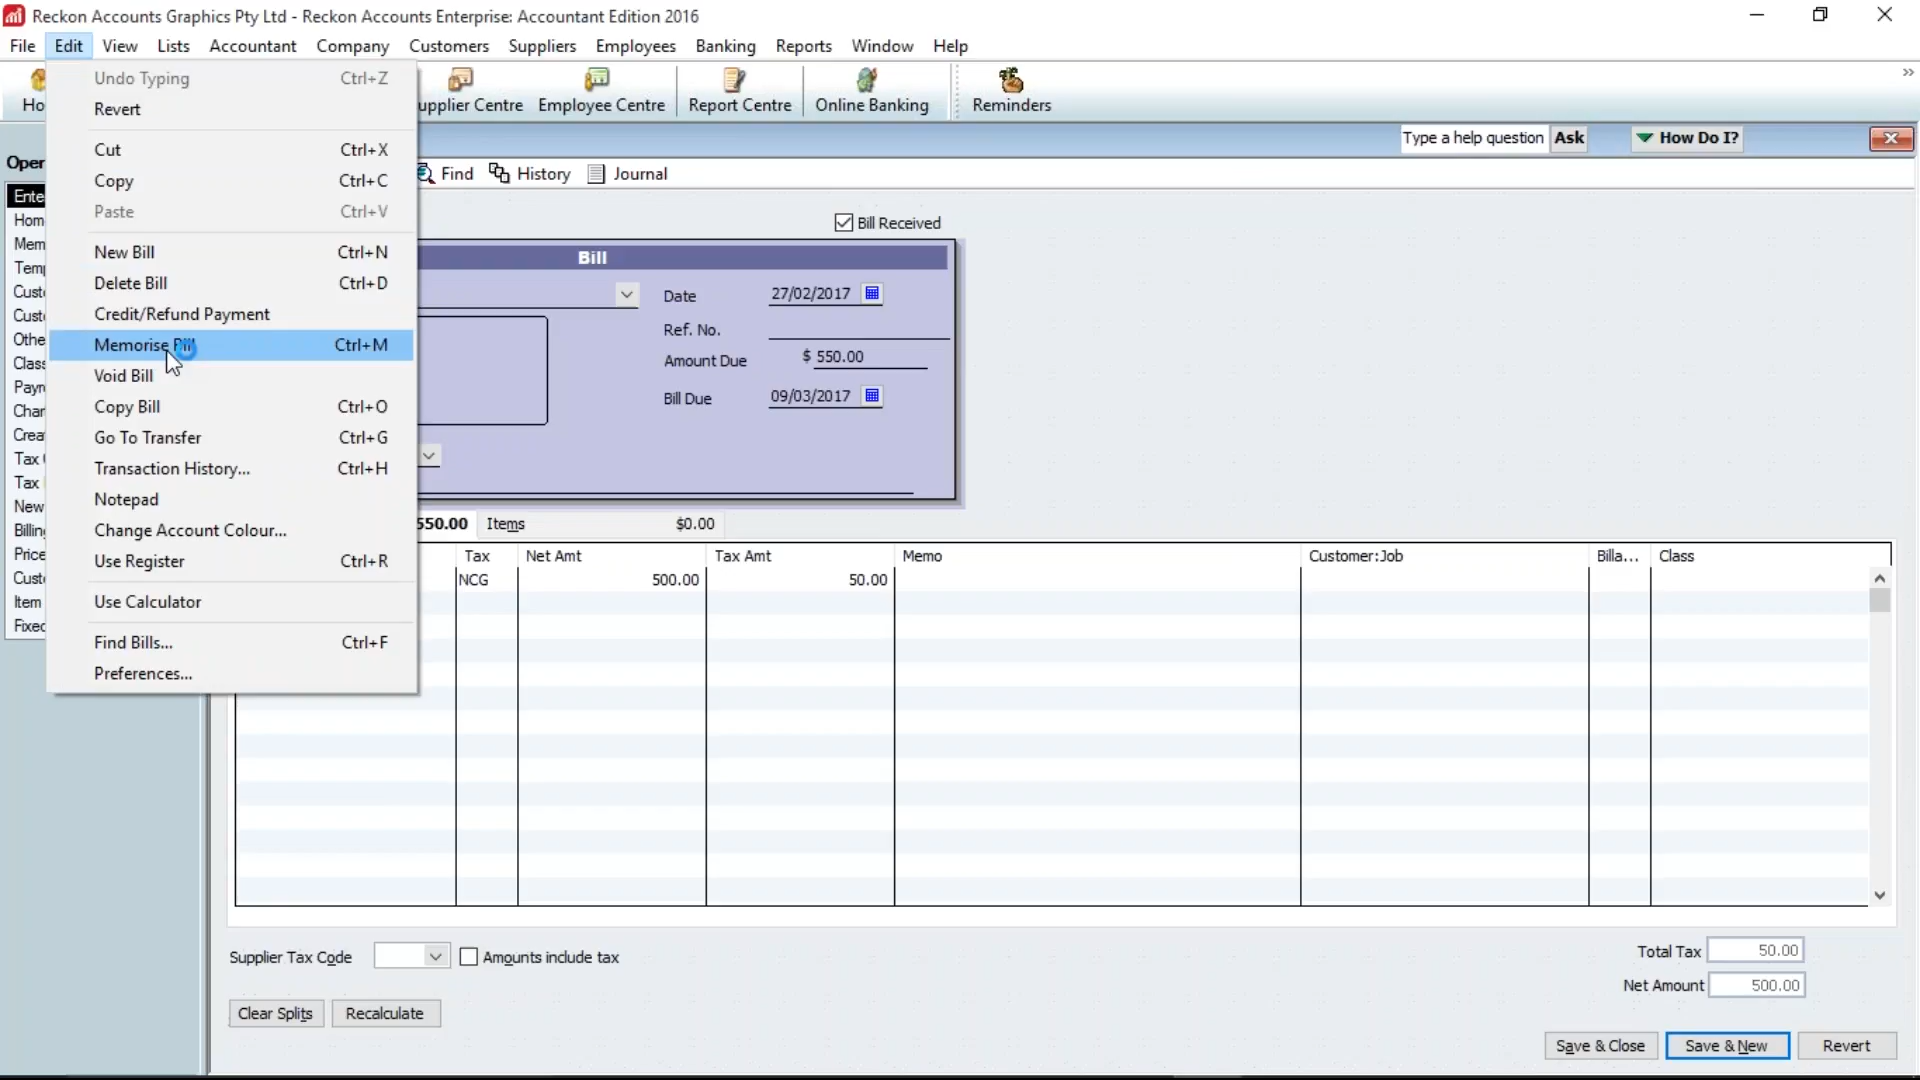 Reckon Accounts Graphics Pty Ltd - Reckon Accounts Enterprise: Accountant Edition 2016
File Edit View Lists Accountant Company Customers Suppliers Employees Banking Reports Window Help
Employee Centre Report Centre Online Banking Reminders
Type a help question Ask How Do I?
Find History Journal
Undo Typing Ctrl+Z
Revert
Cut Ctrl+X
Copy Ctrl+C
Paste Ctrl+V
New Bill Ctrl+N
Delete Bill Ctrl+D
Credit/Refund Payment
Memorise Bill Ctrl+M
Void Bill
Copy Bill Ctrl+O
Go To Transfer Ctrl+G
Transaction History... Ctrl+H
Notepad
Change Account Colour...
Use Register Ctrl+R
Use Calculator
Find Bills... Ctrl+F
Preferences...
Bill Received
Bill
Date 27/02/2017
Ref. No.
Amount Due $ 550.00
Bill Due 09/03/2017
550.00 Items $0.00
Tax Net Amt Tax Amt Memo Customer:Job Billa... Class
NCG 500.00 50.00
Supplier Tax Code Amounts include tax
Total Tax 50.00
Net Amount 500.00
Clear Splits Recalculate
Save & Close Save & New Revert